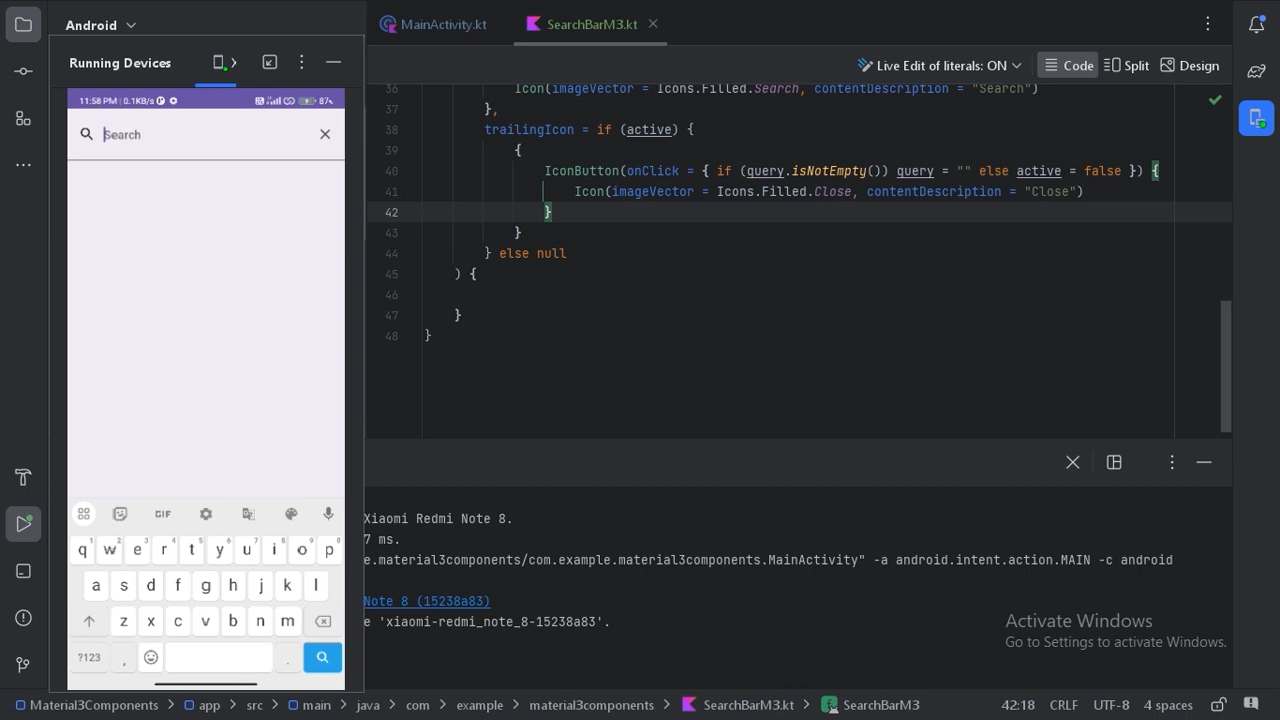 Android
MainActivity.kt
SearchBarM3.kt
Running Devices
Live Edit of literals: ON
Code
Split
Design
11:58 PM | 0.1KB/s
87%
Search
36 Icon(imageVector = Icons.Filled.Search, contentDescription = "Search")
37 },
38 trailingIcon = if (active) {
39 {
40 IconButton(onClick = { if (query.isNotEmpty()) query = "" else active = false }) {
41 Icon(imageVector = Icons.Filled.Close, contentDescription = "Close")
42 }
43 }
44 } else null
45 ) {
46
47 }
48 }
Xiaomi Redmi Note 8.
7 ms.
e.material3components/com.example.material3components.MainActivity" -a android.intent.action.MAIN -c android
Note 8 (15238a83)
e 'xiaomi-redmi_note_8-15238a83'.
GIF
q w e r t y u i o p
a s d f g h j k l
z x c v b n m
?123 , .
Activate Windows
Go to Settings to activate Windows.
Material3Components
app
src
main
java
com
example
material3components
SearchBarM3.kt
SearchBarM3
42:18
CRLF
UTF-8
4 spaces